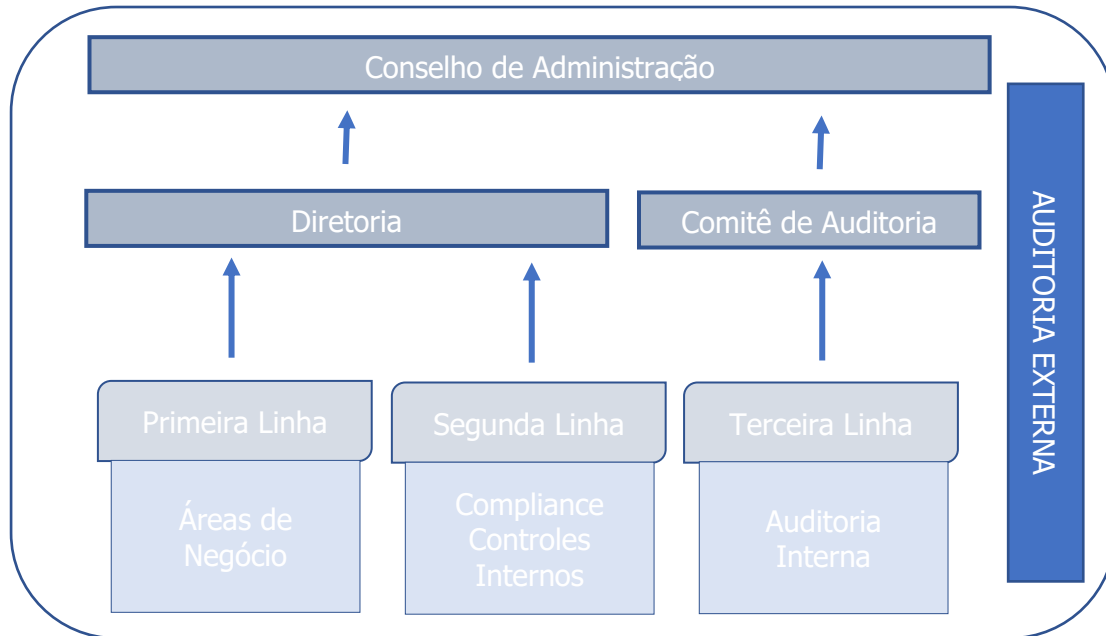 Conselho de Administração
Diretoria
Comitê de Auditoria
AUDITORIA EXTERNA
Primeira Linha
Segunda Linha
Terceira Linha
Áreas de
Negócio
Compliance
Controles
Internos
Auditoria
Interna